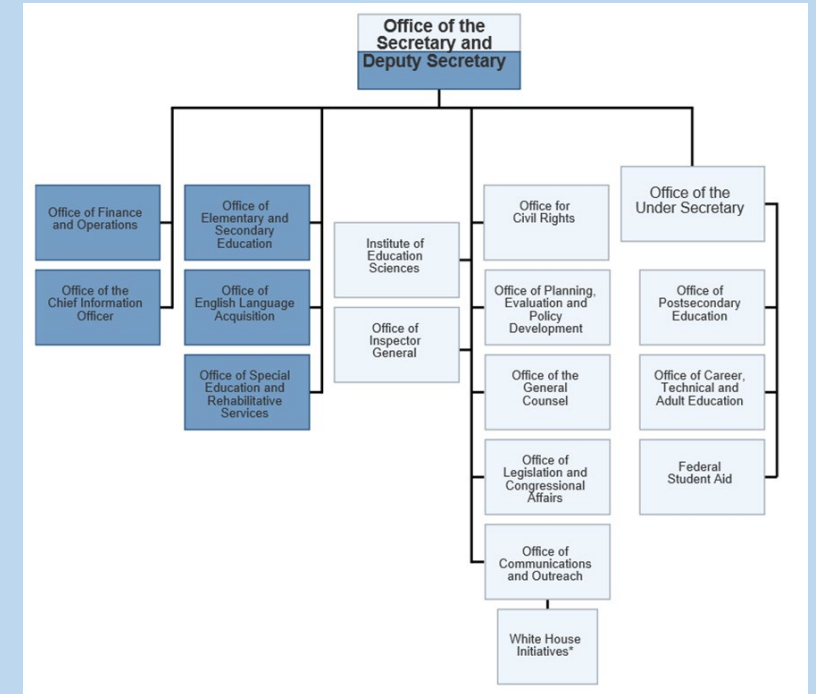 Office of the
Secretary and
Deputy Secretary
Office of Finance
and Operations
Office of the
Chief Information
Officer
Office of
Elementary and
Secondary
Education
Office of
English Language
Acquisition
Office of Special
Education and
Rehabilitative
Services
Institute of
Education
Sciences
Office of
Inspector
General
Office for
Civil Rights
Office of Planning,
Evaluation and
Policy
Development
Office of the
General
Counsel
Office of
Legislation and
Congressional
Affairs
Office of
Communications
and Outreach
White House
Initiatives*
Office of the
Under Secretary
Office of
Postsecondary
Education
Office of Career,
Technical and
Adult Education
Federal
Student Aid